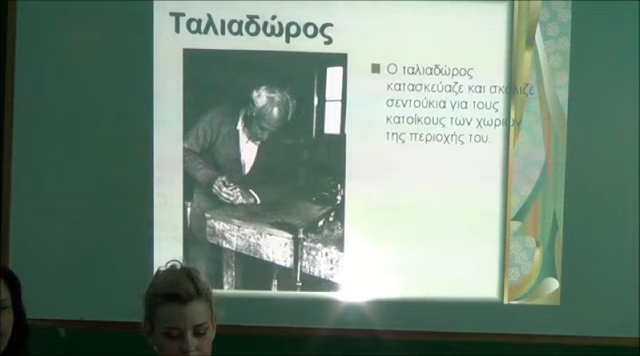 Ταλιαδώρος
Ο ταλιαδώρος
κατασκεύαζε και σκάλιζε
σεντούκια για τους
κατοίκους των χωριών
της περιοχής του.